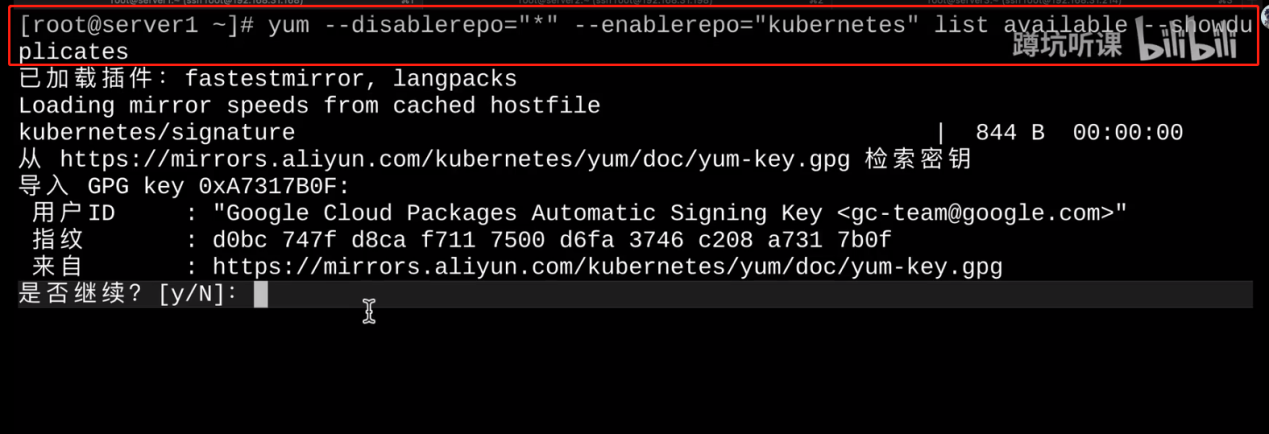 [root@server1 ~]# yum --disablerepo="*" --enablerepo="kubernetes" list available --showdu
plicates
蹲坑听课 bilibili
已加载插件：fastestmirror, langpacks
Loading mirror speeds from cached hostfile
kubernetes/signature | 844 B 00:00:00
从 https://mirrors.aliyun.com/kubernetes/yum/doc/yum-key.gpg 检索密钥
导入 GPG key 0xA7317B0F:
用户ID : "Google Cloud Packages Automatic Signing Key <gc-team@google.com>"
指纹 : d0bc 747f d8ca f711 7500 d6fa 3746 c208 a731 7b0f
来自 : https://mirrors.aliyun.com/kubernetes/yum/doc/yum-key.gpg
是否继续？[y/N]：